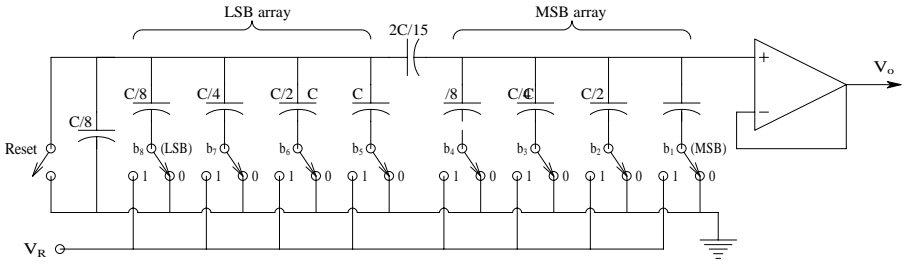 LSB array
2C/15
MSB array
+
V_o
C/8
C/4
C/2
C
C
/8
C/4
C
C/2
−
C/8
Reset
b₈ (LSB)
b₇
b₆
b₅
b₄
b₃
b₂
b₁ (MSB)
1 0 1 0 1 0 1 0 1 0 1 0 1 0 1 0
V_R